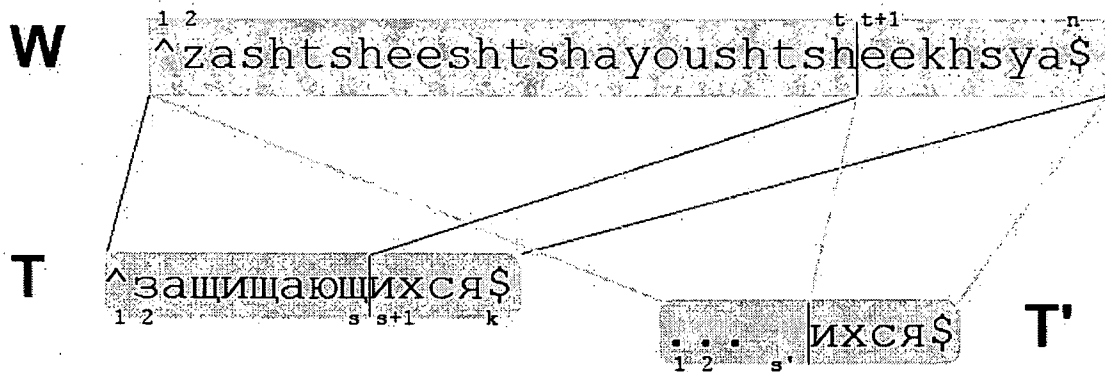 1 2 t t+1 n
W ^zashtsheeshtshayoushtsheekhsya$
T ^защищающихся$
1 2 s s+1 k
... ихся$ T'
1 2 s'